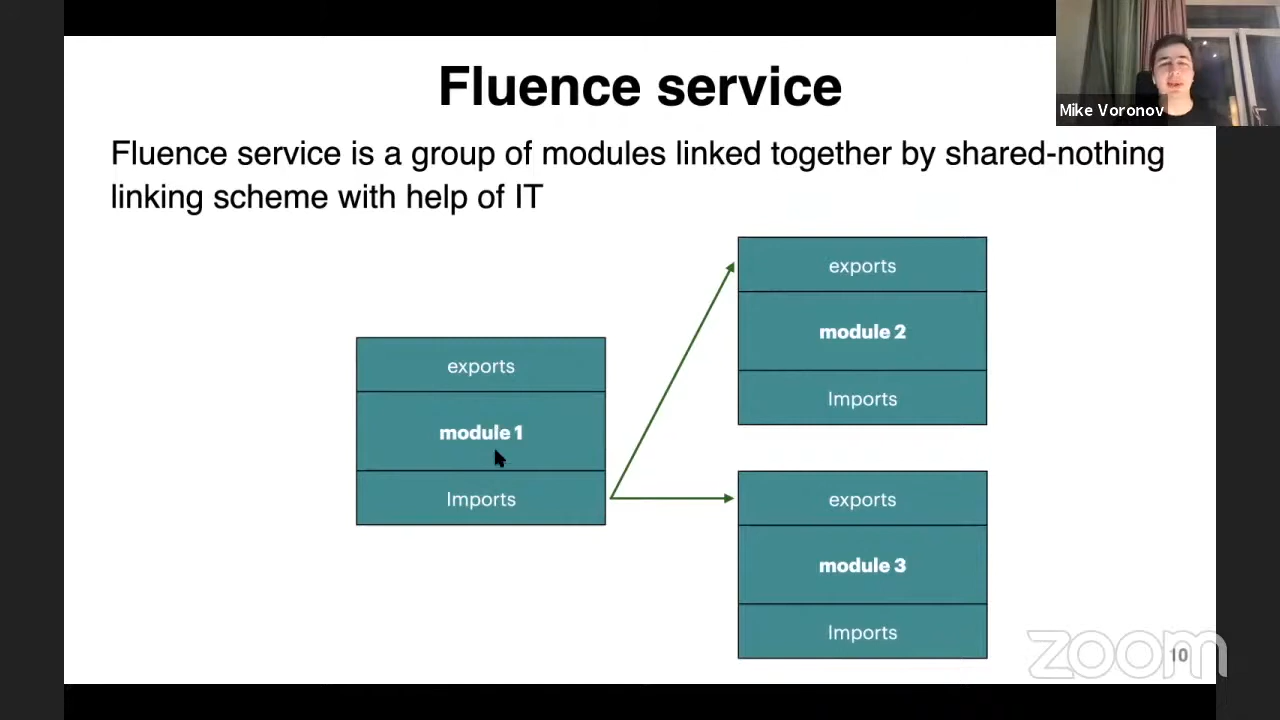 Fluence service
Mike Voronov
Fluence service is a group of modules linked together by shared-nothing
linking scheme with help of IT
exports
module 1
Imports
exports
module 2
Imports
exports
module 3
Imports
zoom
10